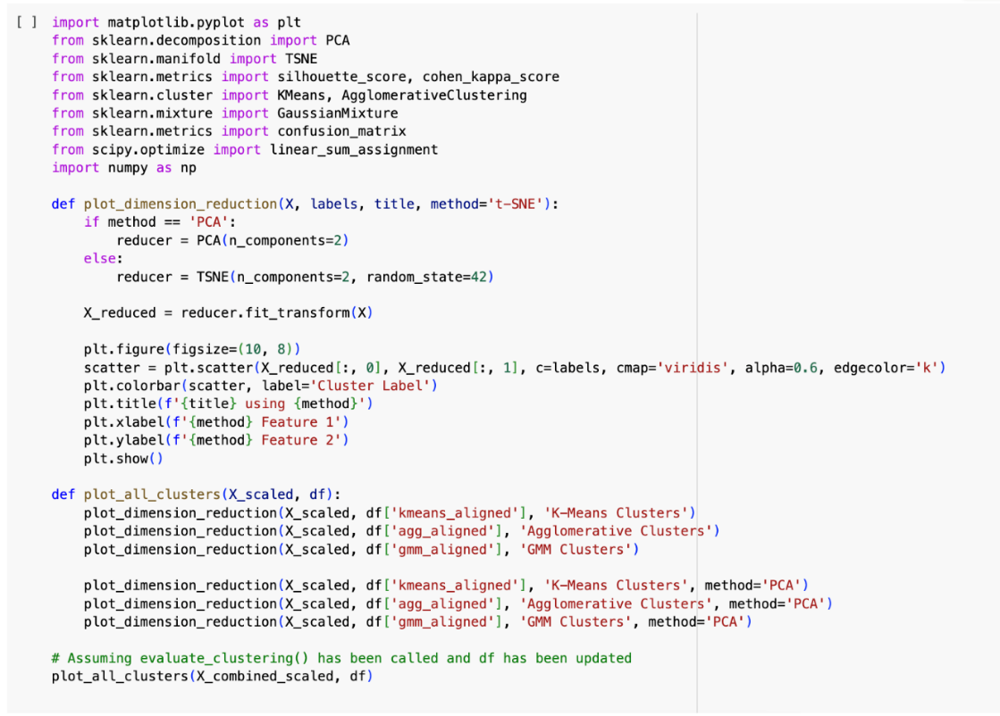 [ ] import matplotlib.pyplot as plt
from sklearn.decomposition import PCA
from sklearn.manifold import TSNE
from sklearn.metrics import silhouette_score, cohen_kappa_score
from sklearn.cluster import KMeans, AgglomerativeClustering
from sklearn.mixture import GaussianMixture
from sklearn.metrics import confusion_matrix
from scipy.optimize import linear_sum_assignment
import numpy as np

def plot_dimension_reduction(X, labels, title, method='t-SNE'):
    if method == 'PCA':
        reducer = PCA(n_components=2)
    else:
        reducer = TSNE(n_components=2, random_state=42)

    X_reduced = reducer.fit_transform(X)

    plt.figure(figsize=(10, 8))
    scatter = plt.scatter(X_reduced[:, 0], X_reduced[:, 1], c=labels, cmap='viridis', alpha=0.6, edgecolor='k')
    plt.colorbar(scatter, label='Cluster Label')
    plt.title(f'{title} using {method}')
    plt.xlabel(f'{method} Feature 1')
    plt.ylabel(f'{method} Feature 2')
    plt.show()

def plot_all_clusters(X_scaled, df):
    plot_dimension_reduction(X_scaled, df['kmeans_aligned'], 'K-Means Clusters')
    plot_dimension_reduction(X_scaled, df['agg_aligned'], 'Agglomerative Clusters')
    plot_dimension_reduction(X_scaled, df['gmm_aligned'], 'GMM Clusters')

    plot_dimension_reduction(X_scaled, df['kmeans_aligned'], 'K-Means Clusters', method='PCA')
    plot_dimension_reduction(X_scaled, df['agg_aligned'], 'Agglomerative Clusters', method='PCA')
    plot_dimension_reduction(X_scaled, df['gmm_aligned'], 'GMM Clusters', method='PCA')

# Assuming evaluate_clustering() has been called and df has been updated
plot_all_clusters(X_combined_scaled, df)